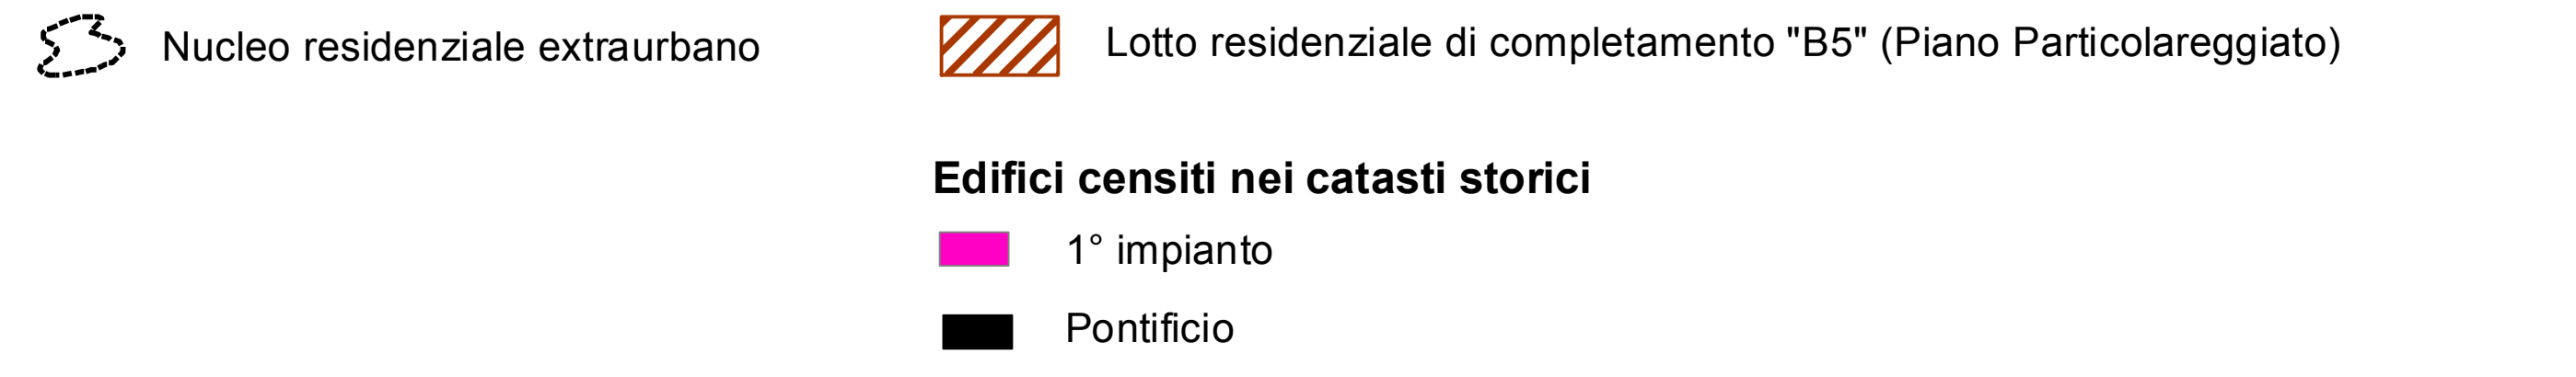 Nucleo residenziale extraurbano
Lotto residenziale di completamento "B5" (Piano Particolareggiato)
Edifici censiti nei catasti storici
1° impianto
Pontificio